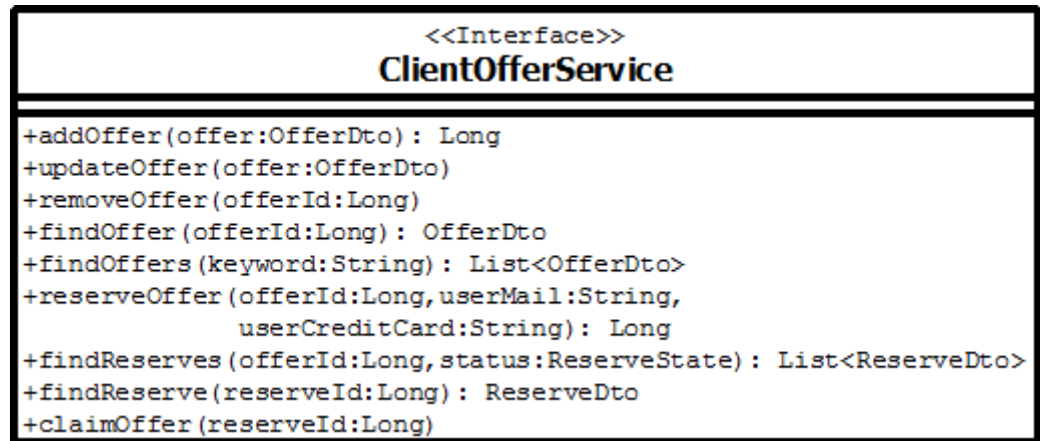 <<Interface>>
ClientOfferService
+addOffer(offer:OfferDto): Long
+updateOffer(offer:OfferDto)
+removeOffer(offerId:Long)
+findOffer(offerId:Long): OfferDto
+findOffers(keyword:String): List<OfferDto>
+reserveOffer(offerId:Long,userMail:String,
userCreditCard:String): Long
+findReserves(offerId:Long,status:ReserveState): List<ReserveDto>
+findReserve(reserveId:Long): ReserveDto
+claimOffer(reserveId:Long)